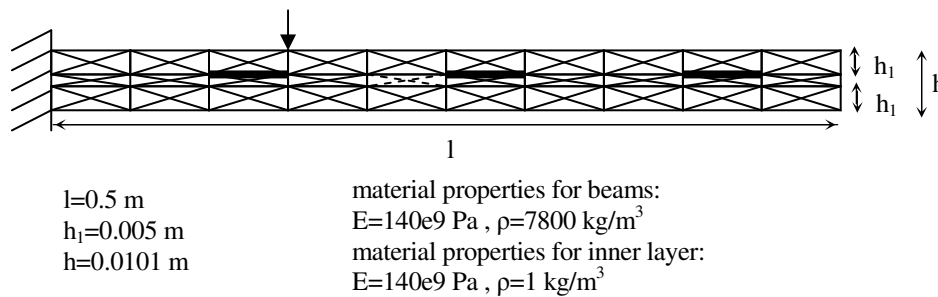 h₁
h
h₁
l
l=0.5 m
h₁=0.005 m
h=0.0101 m
material properties for beams:
E=140e9 Pa , ρ=7800 kg/m³
material properties for inner layer:
E=140e9 Pa , ρ=1 kg/m³